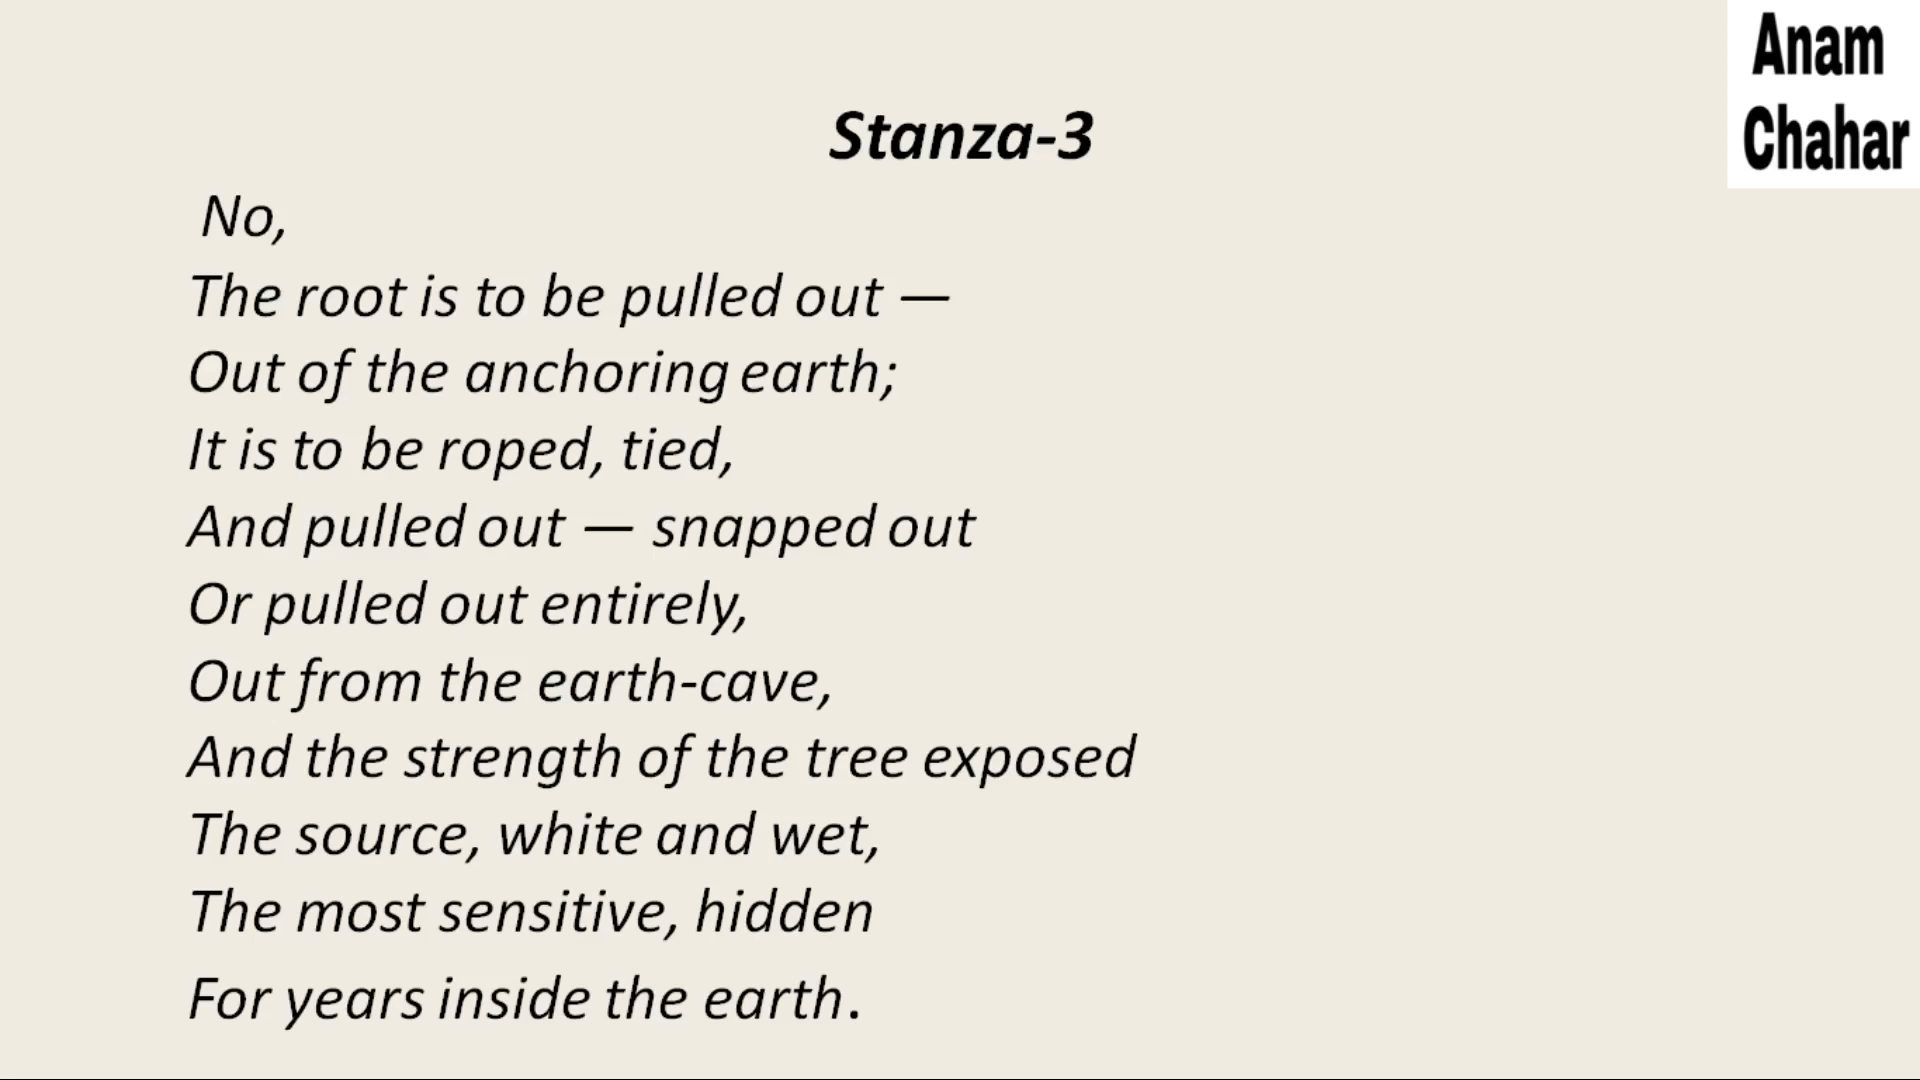 Anam
Chahar
Stanza-3
No,
The root is to be pulled out —
Out of the anchoring earth;
It is to be roped, tied,
And pulled out — snapped out
Or pulled out entirely,
Out from the earth-cave,
And the strength of the tree exposed
The source, white and wet,
The most sensitive, hidden
For years inside the earth.